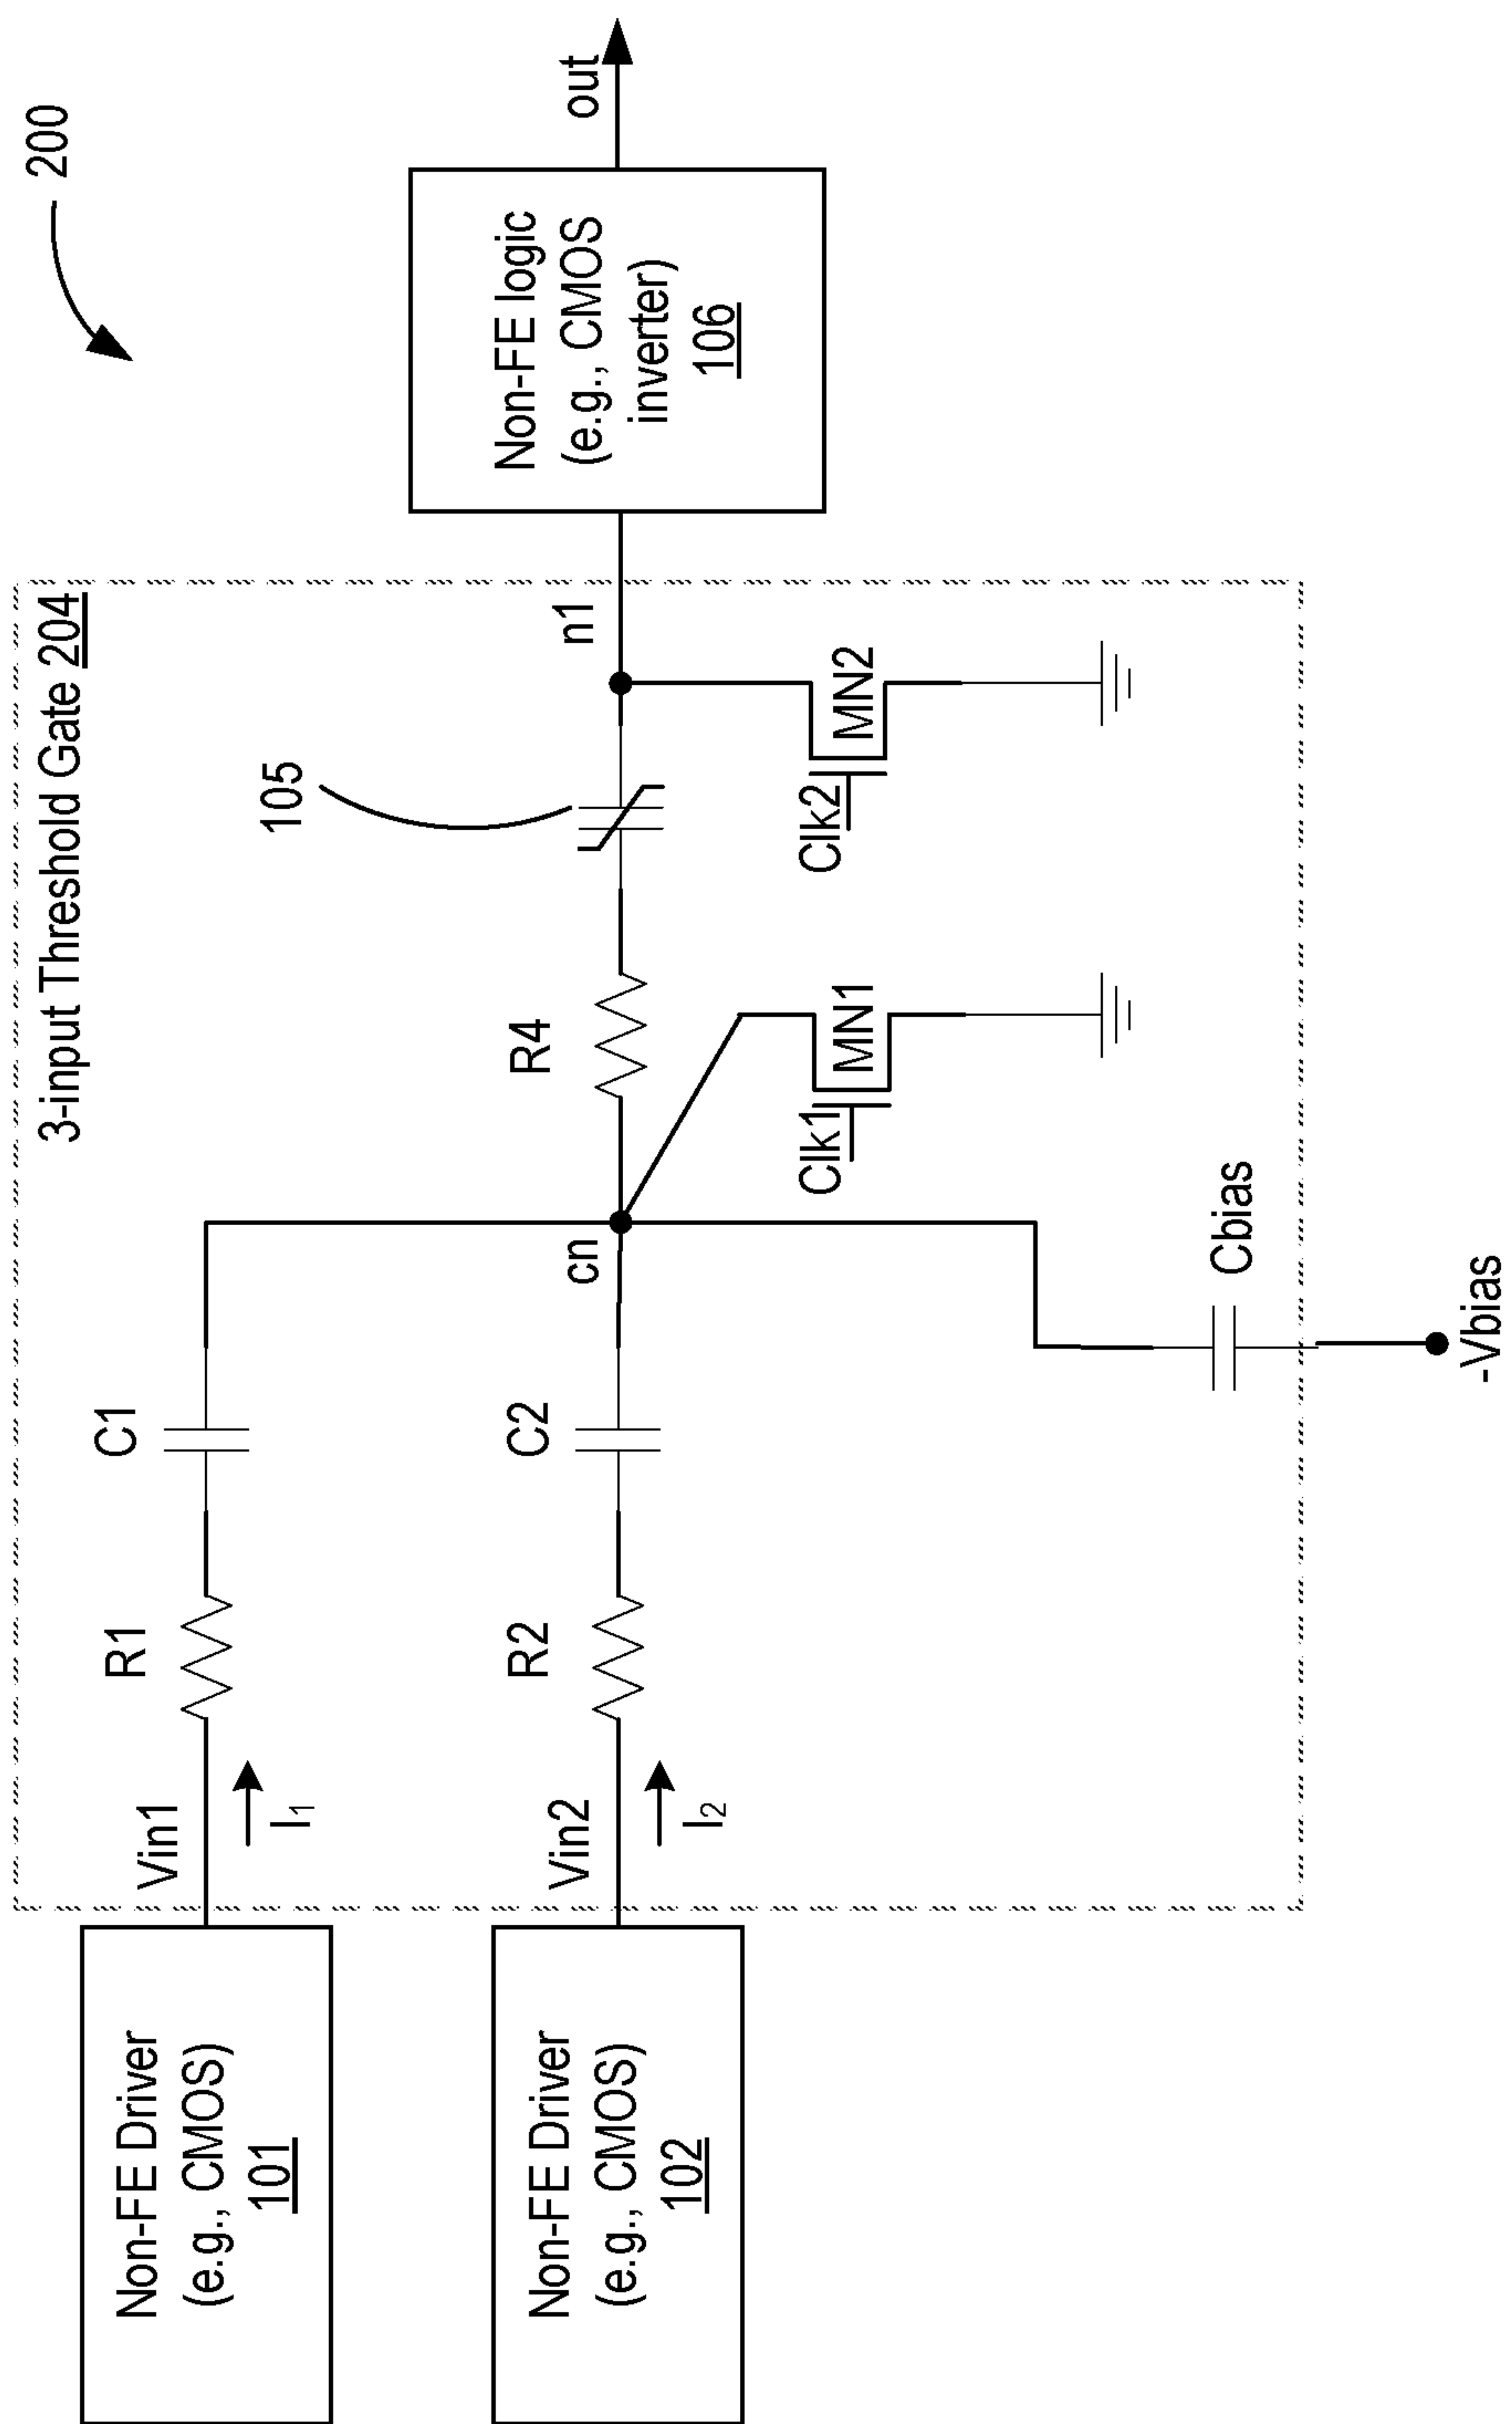 200
3-input Threshold Gate 204
Non-FE Driver
(e.g., CMOS)
101
Vin1
I1
R1
C1
Non-FE Driver
(e.g., CMOS)
102
Vin2
I2
R2
C2
cn
R4
105
n1
Non-FE logic
(e.g., CMOS
inverter)
106
out
Clk1
MN1
Clk2
MN2
Cbias
-Vbias